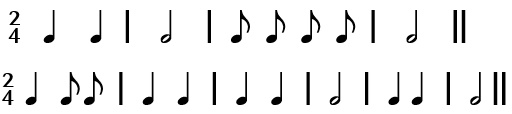 2/4 ♩ ♩ | 𝅗𝅥 | ♪ ♪ ♪ ♪ | 𝅗𝅥 ‖
2/4 ♩ ♪ ♪ | ♩ ♩ | ♩ ♩ | 𝅗𝅥 | ♩ ♩ | 𝅗𝅥 ‖